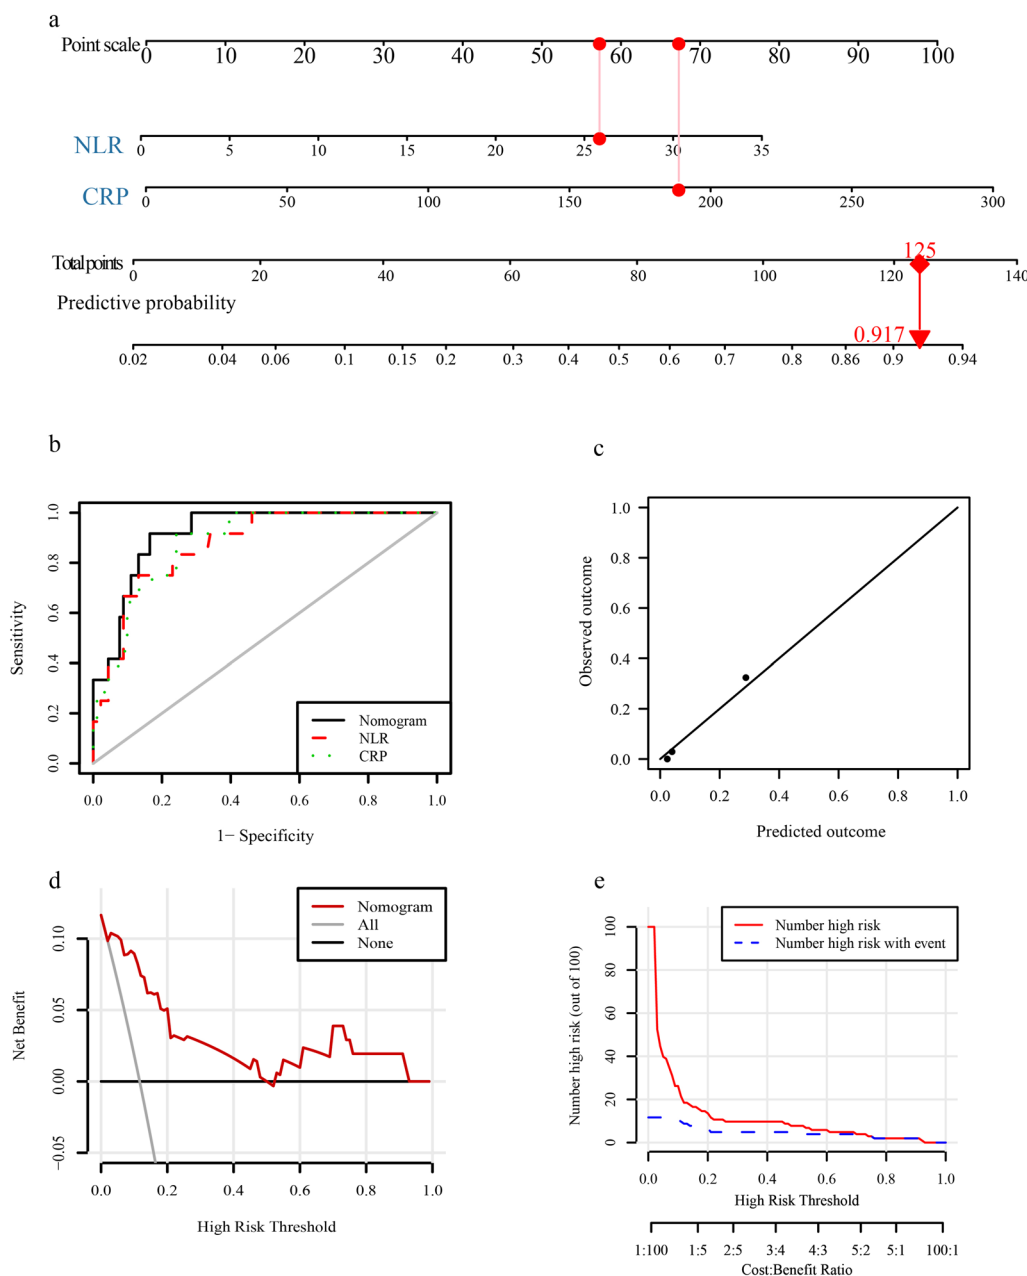 a
Point scale
0 10 20 30 40 50 60 70 80 90 100
NLR
0 5 10 15 20 25 30 35
CRP
0 50 100 150 200 250 300
125
Total points
0 20 40 60 80 100 120 140
Predictive probability
0.917
0.02 0.04 0.06 0.1 0.15 0.2 0.3 0.4 0.5 0.6 0.7 0.8 0.86 0.9 0.94
b
Sensitivity
0.0 0.2 0.4 0.6 0.8 1.0
Nomogram
NLR
CRP
0.0 0.2 0.4 0.6 0.8 1.0
1− Specificity
c
Observed outcome
1.0
0.8
0.6
0.4
0.2
0.0
0.0 0.2 0.4 0.6 0.8 1.0
Predicted outcome
d
Net Benefit
−0.05 0.00 0.05 0.10
Nomogram
All
None
0.0 0.2 0.4 0.6 0.8 1.0
High Risk Threshold
e
Number high risk (out of 100)
0 20 40 60 80 100
Number high risk
Number high risk with event
0.0 0.2 0.4 0.6 0.8 1.0
High Risk Threshold
1:100 1:5 2:5 3:4 4:3 5:2 5:1 100:1
Cost:Benefit Ratio